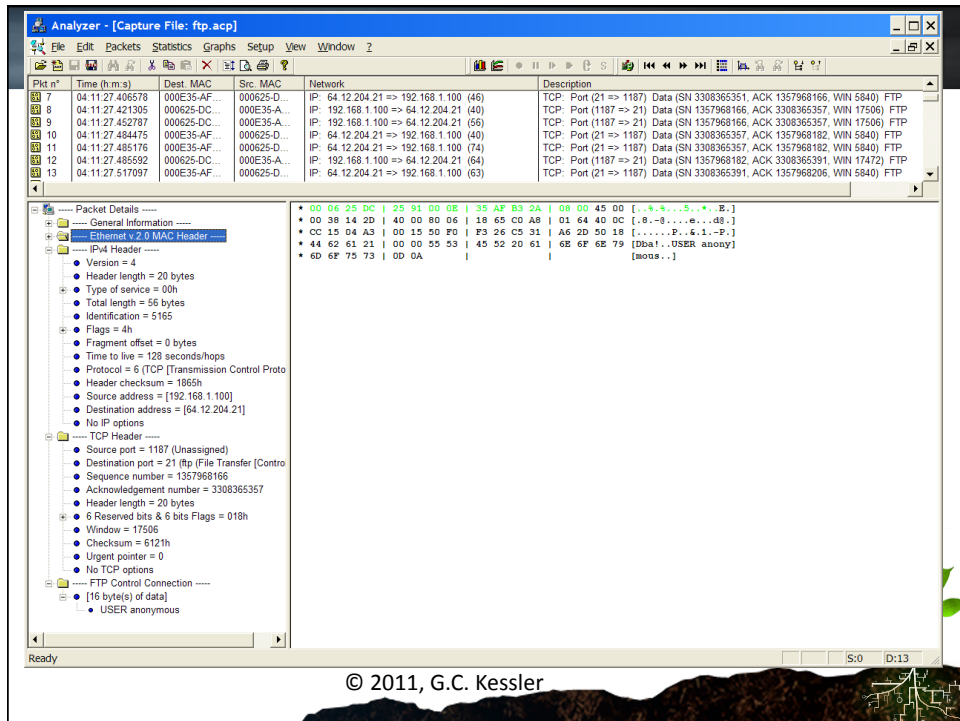 Analyzer - [Capture File: ftp.acp]
File Edit Packets Statistics Graphs Setup View Window ?
Pkt n° Time (h:m:s) Dest. MAC Src. MAC Network Description
7 04:11:27.406578 000E35-AF... 000625-D... IP: 64.12.204.21 => 192.168.1.100 (46) TCP: Port (21 => 1187) Data (SN 3308365351, ACK 1357968166, WIN 5840) FTP
8 04:11:27.421305 000625-DC... 000E35-A... IP: 192.168.1.100 => 64.12.204.21 (40) TCP: Port (1187 => 21) Data (SN 1357968166, ACK 3308365357, WIN 17506) FTP
9 04:11:27.452787 000625-DC... 000E35-A... IP: 192.168.1.100 => 64.12.204.21 (56) TCP: Port (1187 => 21) Data (SN 1357968166, ACK 3308365357, WIN 17506) FTP
10 04:11:27.484475 000E35-AF... 000625-D... IP: 64.12.204.21 => 192.168.1.100 (40) TCP: Port (21 => 1187) Data (SN 3308365357, ACK 1357968182, WIN 5840) FTP
11 04:11:27.485176 000E35-AF... 000625-D... IP: 64.12.204.21 => 192.168.1.100 (74) TCP: Port (21 => 1187) Data (SN 3308365357, ACK 1357968182, WIN 5840) FTP
12 04:11:27.485592 000625-DC... 000E35-A... IP: 192.168.1.100 => 64.12.204.21 (64) TCP: Port (1187 => 21) Data (SN 1357968182, ACK 3308365391, WIN 17472) FTP
13 04:11:27.517097 000E35-AF... 000625-D... IP: 64.12.204.21 => 192.168.1.100 (63) TCP: Port (21 => 1187) Data (SN 3308365391, ACK 1357968206, WIN 5840) FTP
----- Packet Details -----
----- General Information -----
----- Ethernet v.2.0 MAC Header -----
----- IPv4 Header -----
Version = 4
Header length = 20 bytes
Type of service = 00h
Total length = 56 bytes
Identification = 5165
Flags = 4h
Fragment offset = 0 bytes
Time to live = 128 seconds/hops
Protocol = 6 (TCP [Transmission Control Proto
Header checksum = 1865h
Source address = [192.168.1.100]
Destination address = [64.12.204.21]
No IP options
----- TCP Header -----
Source port = 1187 (Unassigned)
Destination port = 21 (ftp (File Transfer [Contro
Sequence number = 1357968166
Acknowledgement number = 3308365357
Header length = 20 bytes
6 Reserved bits & 6 bits Flags = 018h
Window = 17506
Checksum = 6121h
Urgent pointer = 0
No TCP options
----- FTP Control Connection -----
[16 byte(s) of data]
USER anonymous
* 00 06 25 DC | 25 91 00 0E | 35 AF B3 2A | 08 00 45 00 [..%.%...5..*..E.]
* 00 38 14 2D | 40 00 80 06 | 18 65 C0 A8 | 01 64 40 0C [.8.-@....e...d@.]
* CC 15 04 A3 | 00 15 50 F0 | F3 26 C5 31 | A6 2D 50 18 [......P..&.1.-P.]
* 44 62 61 21 | 00 00 55 53 | 45 52 20 61 | 6E 6F 6E 79 [Dba!..USER anony]
* 6D 6F 75 73 | 0D 0A | | [mous..]
Ready
S:0 D:13
© 2011, G.C. Kessler